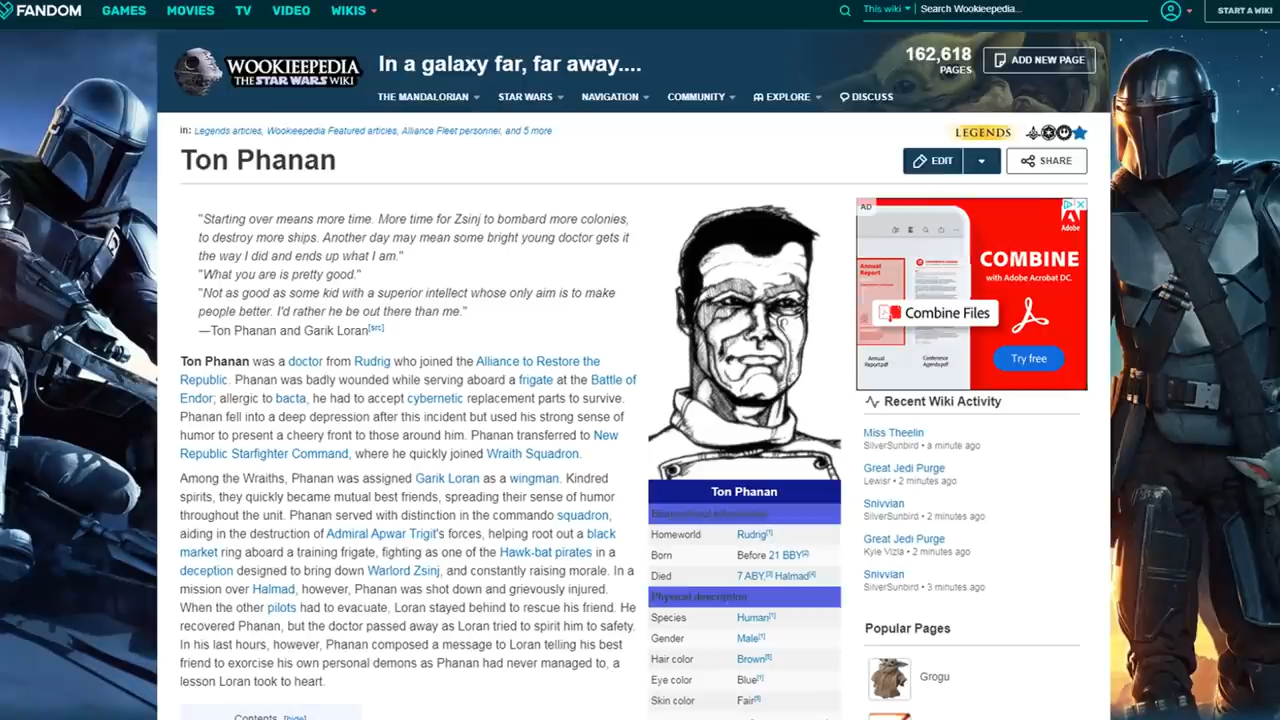 FANDOM GAMES MOVIES TV VIDEO WIKIS This wiki Search Wookieepedia... START A WIKI
WOOKIEEPEDIA
THE STAR WARS WIKI
In a galaxy far, far away....
162,618
PAGES
ADD NEW PAGE
THE MANDALORIAN STAR WARS NAVIGATION COMMUNITY EXPLORE DISCUSS
in: Legends articles, Wookieepedia Featured articles, Alliance Fleet personnel, and 5 more
LEGENDS
Ton Phanan
EDIT
SHARE
"Starting over means more time. More time for Zsinj to bombard more colonies,
to destroy more ships. Another day may mean some bright young doctor gets it
the way I did and ends up what I am."
"What you are is pretty good."
"Not as good as some kid with a superior intellect whose only aim is to make
people better. I'd rather he be out there than me."
—Ton Phanan and Garik Loran[src]
Ton Phanan was a doctor from Rudrig who joined the Alliance to Restore the
Republic. Phanan was badly wounded while serving aboard a frigate at the Battle of
Endor; allergic to bacta, he had to accept cybernetic replacement parts to survive.
Phanan fell into a deep depression after this incident but used his strong sense of
humor to present a cheery front to those around him. Phanan transferred to New
Republic Starfighter Command, where he quickly joined Wraith Squadron.
Among the Wraiths, Phanan was assigned Garik Loran as a wingman. Kindred
spirits, they quickly became mutual best friends, spreading their sense of humor
throughout the unit. Phanan served with distinction in the commando squadron,
aiding in the destruction of Admiral Apwar Trigit's forces, helping root out a black
market ring aboard a training frigate, fighting as one of the Hawk-bat pirates in a
deception designed to bring down Warlord Zsinj, and constantly raising morale. In a
mission over Halmad, however, Phanan was shot down and grievously injured.
When the other pilots had to evacuate, Loran stayed behind to rescue his friend. He
recovered Phanan, but the doctor passed away as Loran tried to spirit him to safety.
In his last hours, however, Phanan composed a message to Loran telling his best
friend to exorcise his own personal demons as Phanan had never managed to, a
lesson Loran took to heart.
Contents [hide]
Ton Phanan
Biographical information
Homeworld Rudrig[1]
Born Before 21 BBY[2]
Died 7 ABY,[3] Halmad[4]
Physical description
Species Human[1]
Gender Male[1]
Hair color Brown[5]
Eye color Blue[1]
Skin color Fair[5]
AD
Adobe
Annual
Report
COMBINE
with Adobe Acrobat DC.
Combine Files
Try free
Annual
Report.pdf
Conference
Agenda.pdf
Recent Wiki Activity
Miss Theelin
SilverSunbird • a minute ago
Great Jedi Purge
Lewisr • 2 minutes ago
Snivvian
SilverSunbird • 2 minutes ago
Great Jedi Purge
Kyle Vizla • 2 minutes ago
Snivvian
SilverSunbird • 3 minutes ago
Popular Pages
Grogu